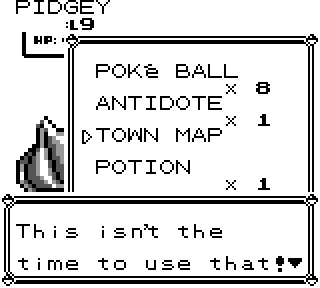 PIDGEY
:L9
HP:
POKé BALL
× 8
ANTIDOTE
× 1
▷TOWN MAP
POTION
× 1
This isn't the
time to use that!▼